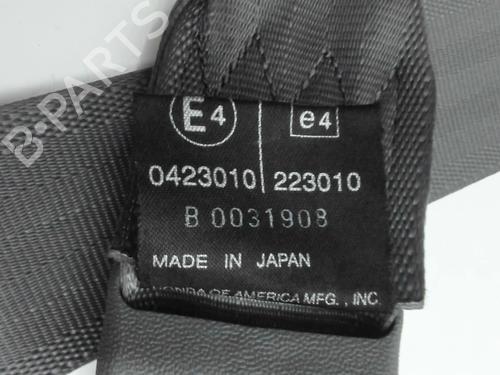 B-PARTS
E4 e4
0423010 223010
B 0031908
MADE IN JAPAN
HONDA OF AMERICA MFG., INC.